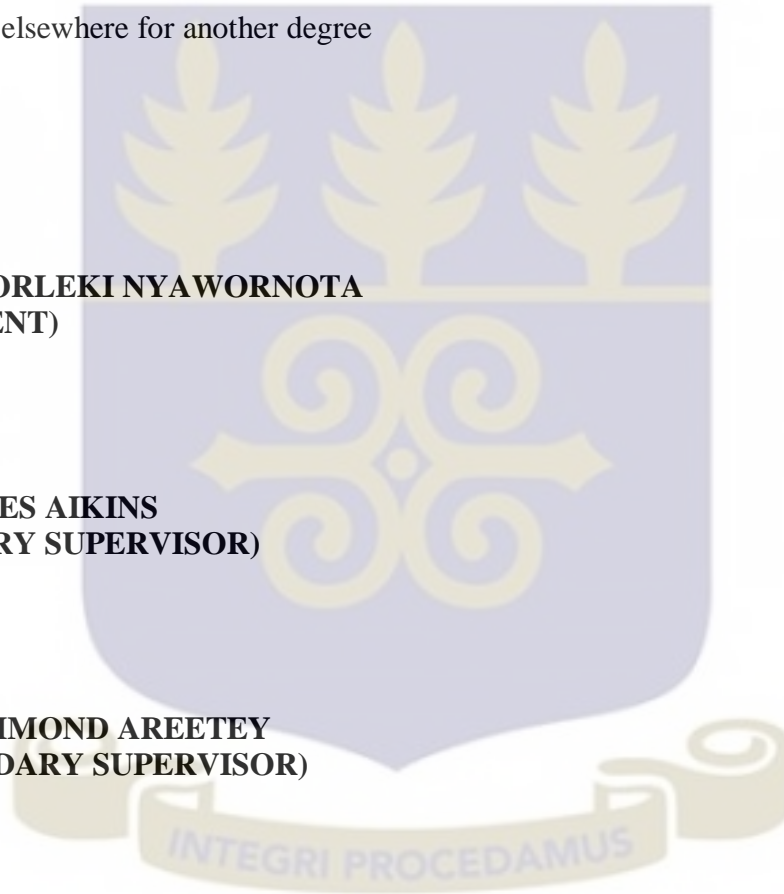 elsewhere for another degree
ORLEKI NYAWORNOTA
ENT)
ES AIKINS
RY SUPERVISOR)
IMOND AREETEY
DARY SUPERVISOR)
INTEGRI PROCEDAMUS